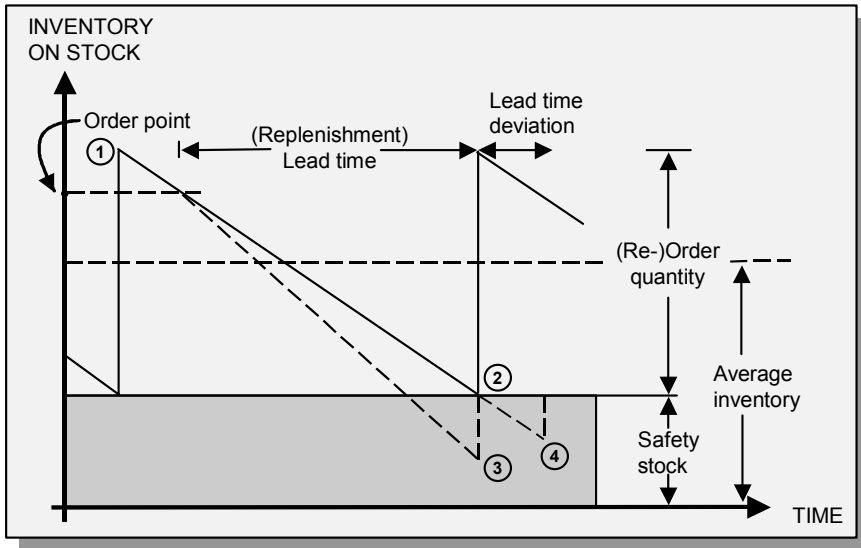 INVENTORY
ON STOCK
Order point
1
(Replenishment)
Lead time
Lead time
deviation
(Re-)Order
quantity
2
Average
inventory
Safety
stock
3
4
TIME